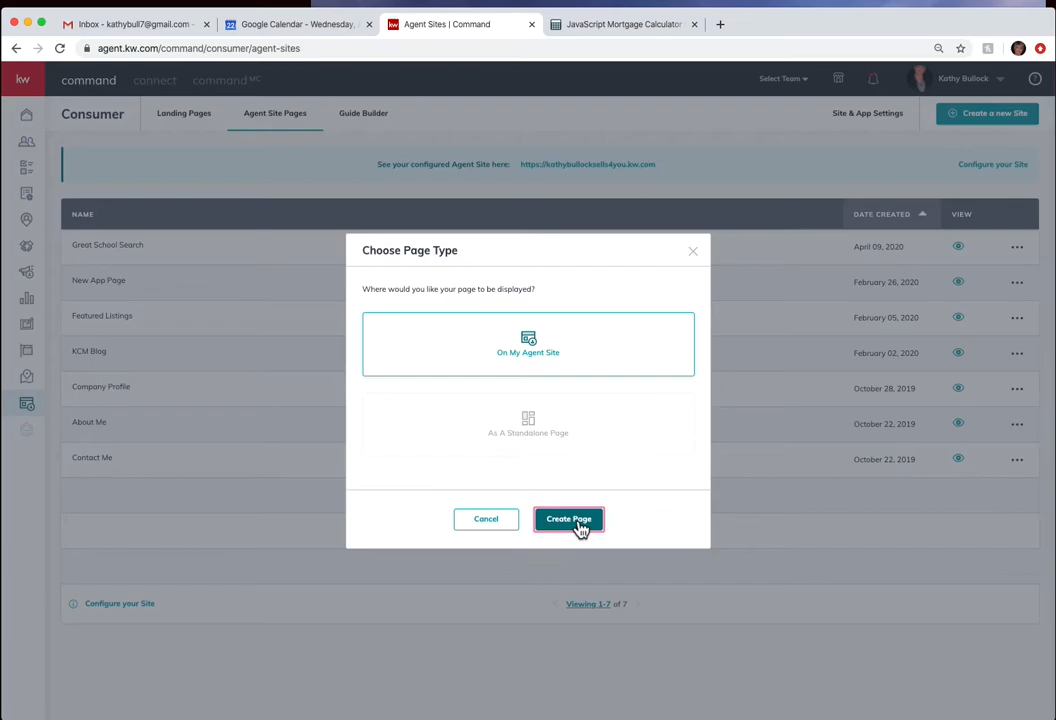 Inbox - kathybull7@gmail.com -
Google Calendar - Wednesday,
Agent Sites | Command
JavaScript Mortgage Calculator
agent.kw.com/command/consumer/agent-sites
kw
command
connect
command MC
Select Team
Kathy Bullock
Consumer
Landing Pages
Agent Site Pages
Guide Builder
Site & App Settings
Create a new Site
See your configured Agent Site here: https://kathybullocksells4you.kw.com
Configure your Site
NAME
DATE CREATED
VIEW
Great School Search
April 09, 2020
New App Page
February 26, 2020
Featured Listings
February 05, 2020
KCM Blog
February 02, 2020
Company Profile
October 28, 2019
About Me
October 22, 2019
Contact Me
October 22, 2019
Choose Page Type
Where would you like your page to be displayed?
On My Agent Site
As A Standalone Page
Cancel
Create Page
Configure your Site
Viewing 1-7 of 7